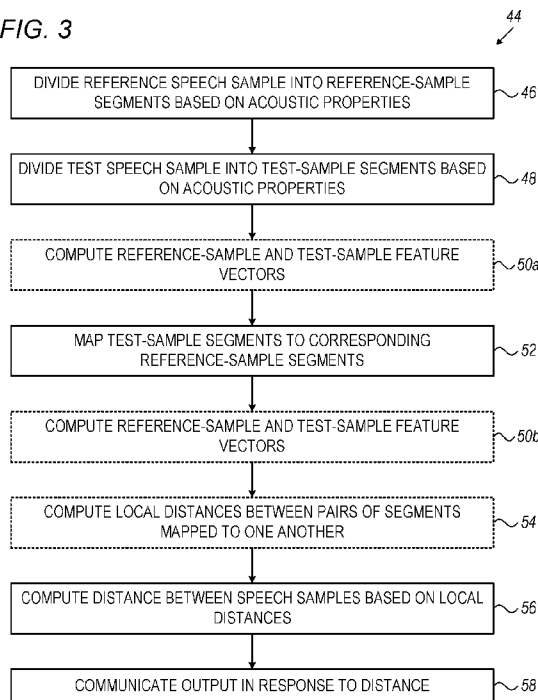 FIG. 3
44
DIVIDE REFERENCE SPEECH SAMPLE INTO REFERENCE-SAMPLE
SEGMENTS BASED ON ACOUSTIC PROPERTIES
46
DIVIDE TEST SPEECH SAMPLE INTO TEST-SAMPLE SEGMENTS BASED
ON ACOUSTIC PROPERTIES
48
COMPUTE REFERENCE-SAMPLE AND TEST-SAMPLE FEATURE
VECTORS
50a
MAP TEST-SAMPLE SEGMENTS TO CORRESPONDING
REFERENCE-SAMPLE SEGMENTS
52
COMPUTE REFERENCE-SAMPLE AND TEST-SAMPLE FEATURE
VECTORS
50b
COMPUTE LOCAL DISTANCES BETWEEN PAIRS OF SEGMENTS
MAPPED TO ONE ANOTHER
54
COMPUTE DISTANCE BETWEEN SPEECH SAMPLES BASED ON LOCAL
DISTANCES
56
COMMUNICATE OUTPUT IN RESPONSE TO DISTANCE
58